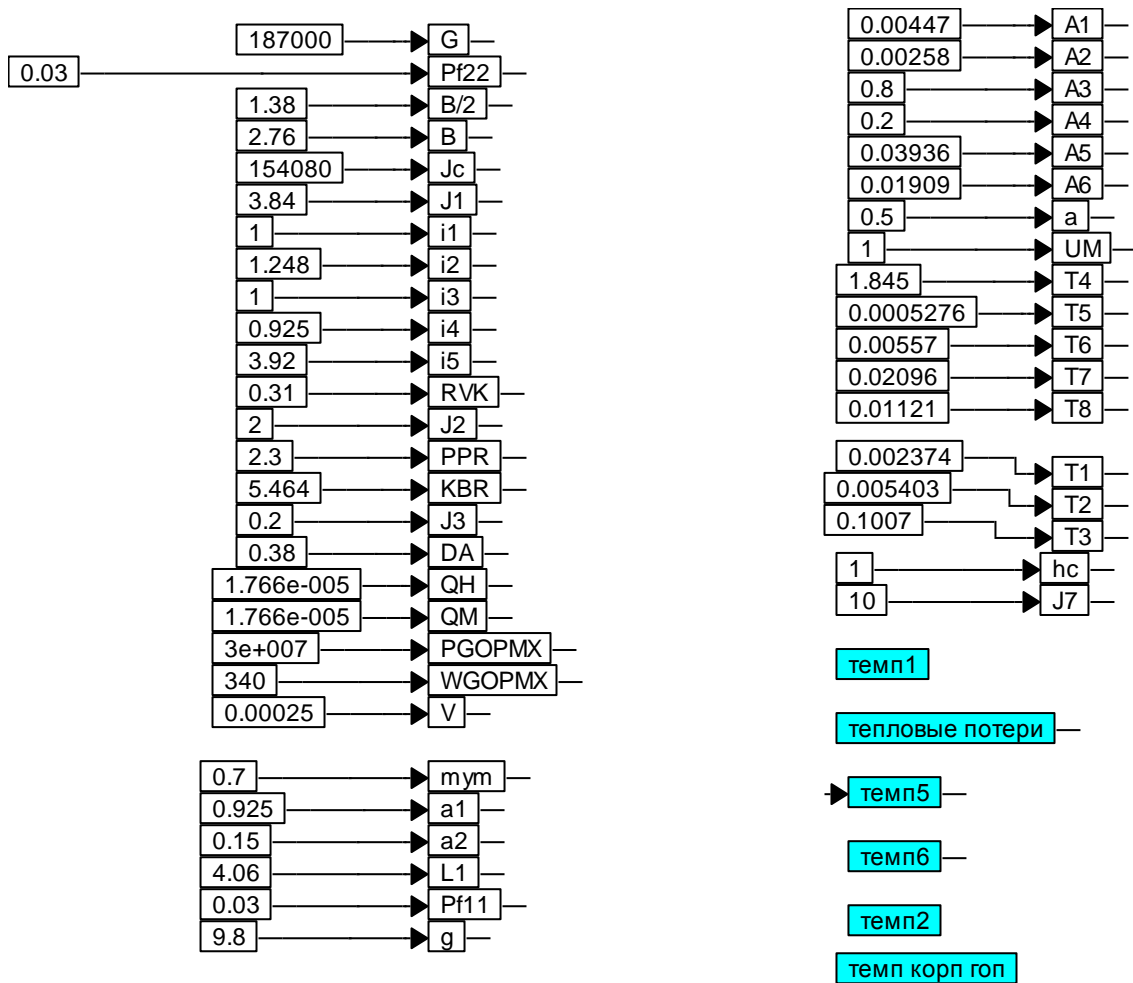 187000 G
0.03 Pf22
1.38 B/2
2.76 B
154080 Jc
3.84 J1
1 i1
1.248 i2
1 i3
0.925 i4
3.92 i5
0.31 RVK
2 J2
2.3 PPR
5.464 KBR
0.2 J3
0.38 DA
1.766e-005 QH
1.766e-005 QM
3e+007 PGOPMX
340 WGOPMX
0.00025 V
0.7 mym
0.925 a1
0.15 a2
4.06 L1
0.03 Pf11
9.8 g
0.00447 A1
0.00258 A2
0.8 A3
0.2 A4
0.03936 A5
0.01909 A6
0.5 a
1 UM
1.845 T4
0.0005276 T5
0.00557 T6
0.02096 T7
0.01121 T8
0.002374 T1
0.005403 T2
0.1007 T3
1 hc
10 J7
темп1
тепловые потери
темп5
темп6
темп2
темп корп гоп